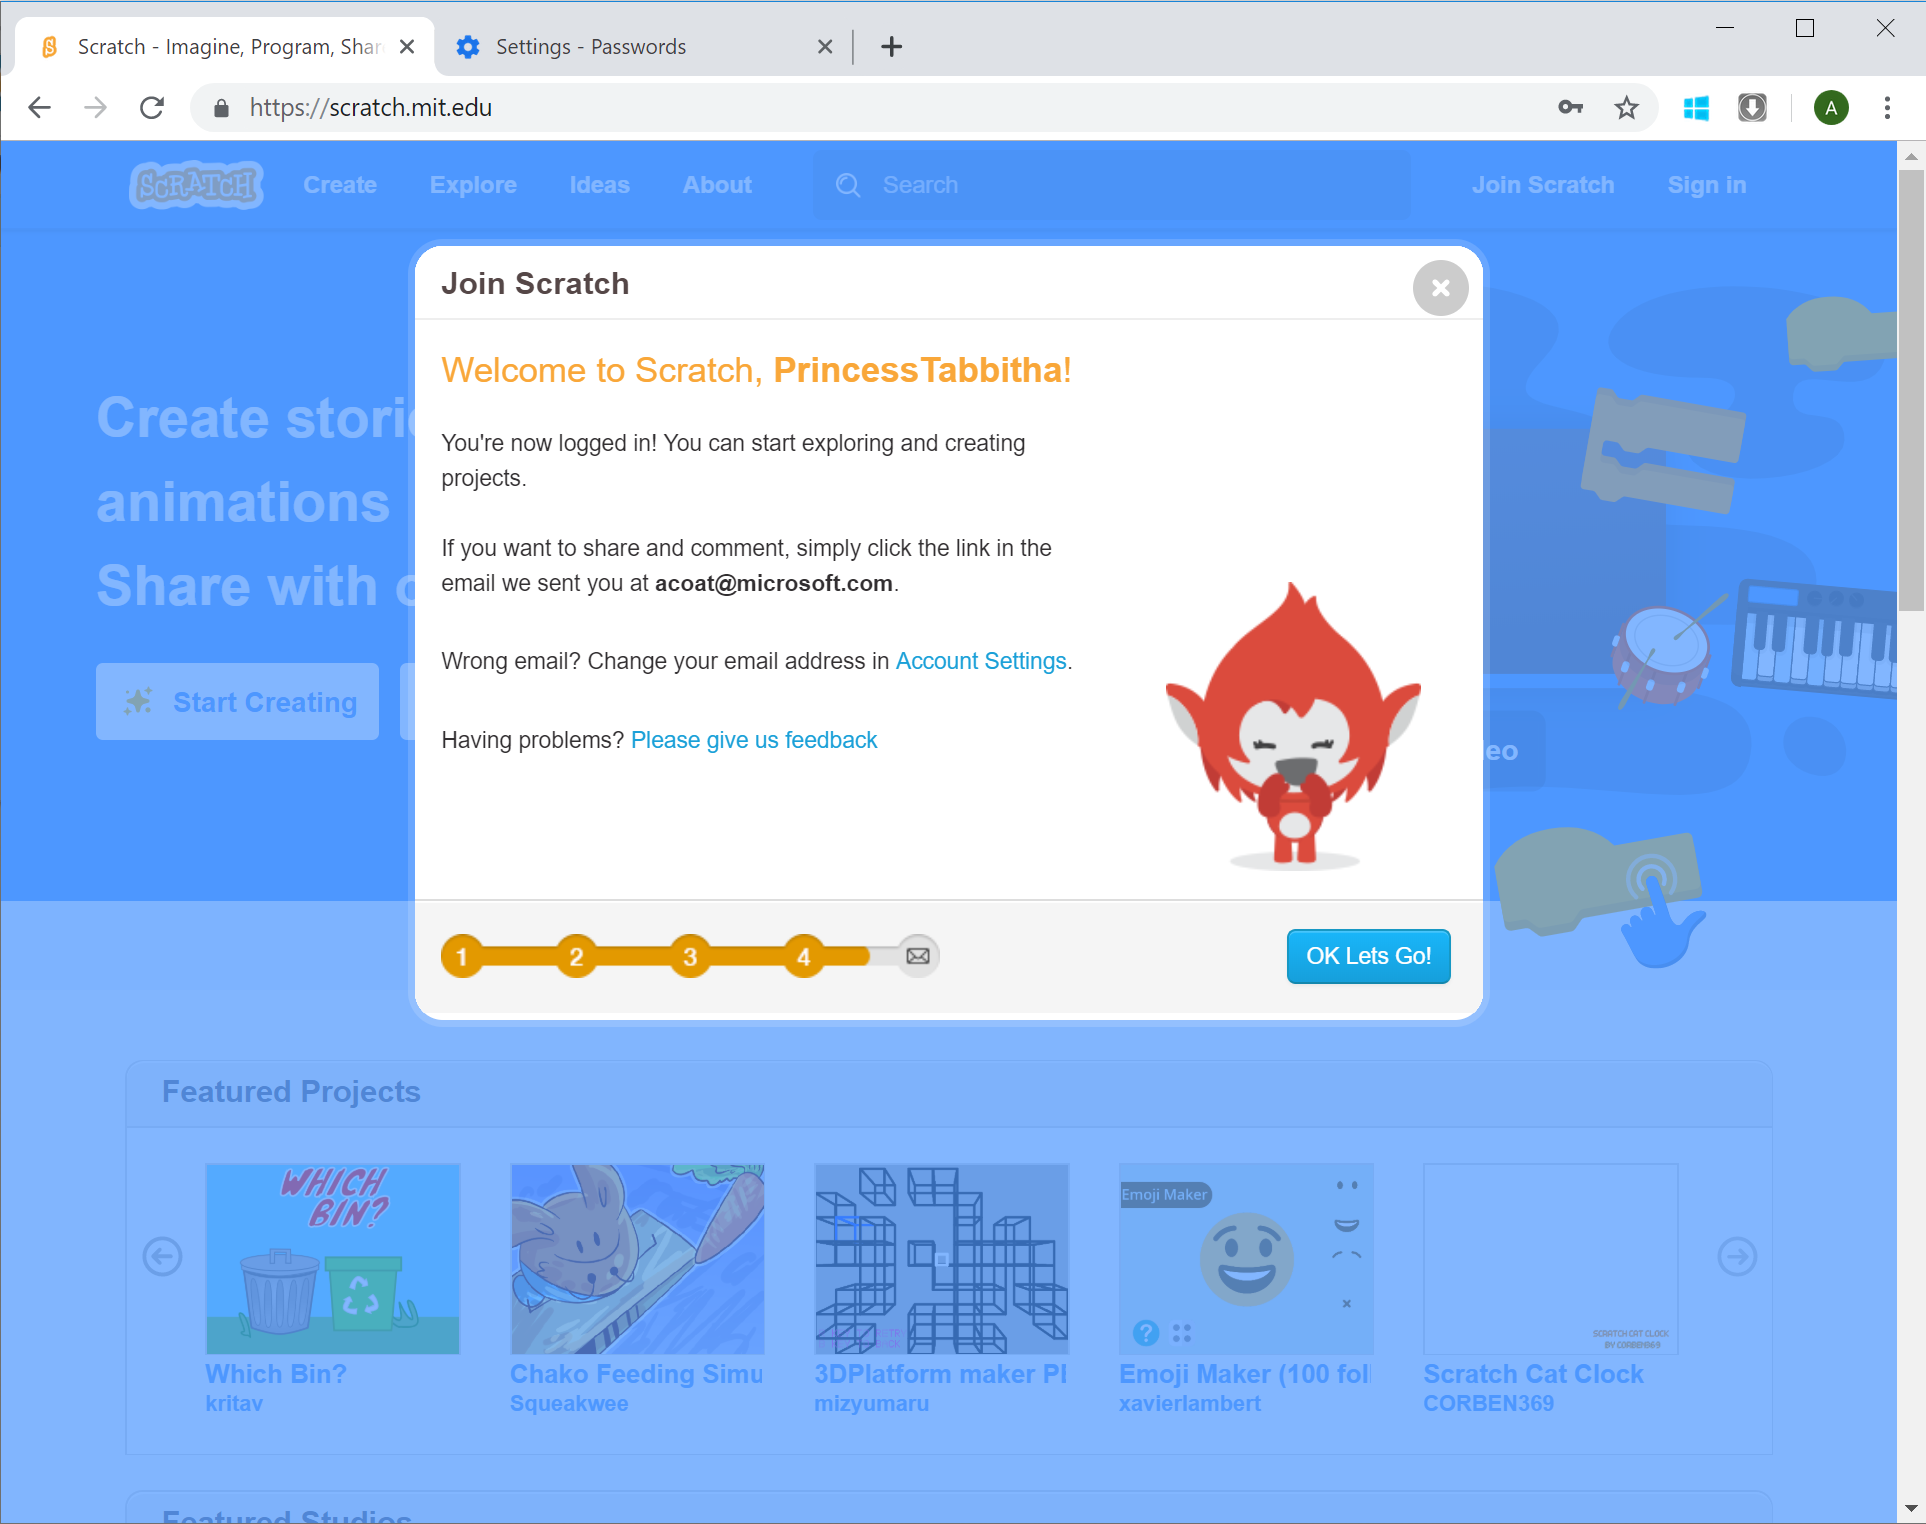 Scratch - Imagine, Program, Shar
Settings - Passwords
https://scratch.mit.edu
A
SCRATCH
Create
Explore
Ideas
About
Search
Join Scratch
Sign in
Join Scratch
Welcome to Scratch, PrincessTabbitha!
You're now logged in! You can start exploring and creating
projects.
If you want to share and comment, simply click the link in the
email we sent you at acoat@microsoft.com.
Wrong email? Change your email address in Account Settings.
Having problems? Please give us feedback
Create stori
animations
Share with o
Start Creating
eo
1 2 3 4
OK Lets Go!
Featured Projects
WHICH
BIN?
Emoji Maker
?
SCRATCH CAT CLOCK
BY CORBEN369
Which Bin?
kritav
Chako Feeding Simu
Squeakwee
3DPlatform maker Pl
mizyumaru
Emoji Maker (100 foll
xavierlambert
Scratch Cat Clock
CORBEN369
Featured Studios